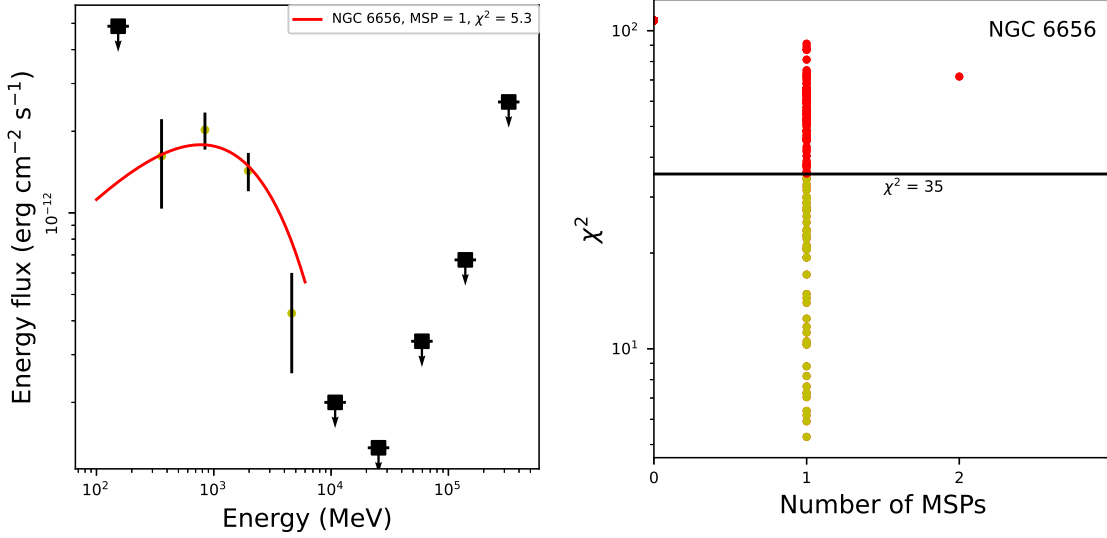 NGC 6656, MSP = 1, χ² = 5.3
Energy flux (erg cm⁻² s⁻¹)
10⁻¹²
10² 10³ 10⁴ 10⁵
Energy (MeV)
NGC 6656
χ² = 35
χ²
10²
10¹
0 1 2
Number of MSPs